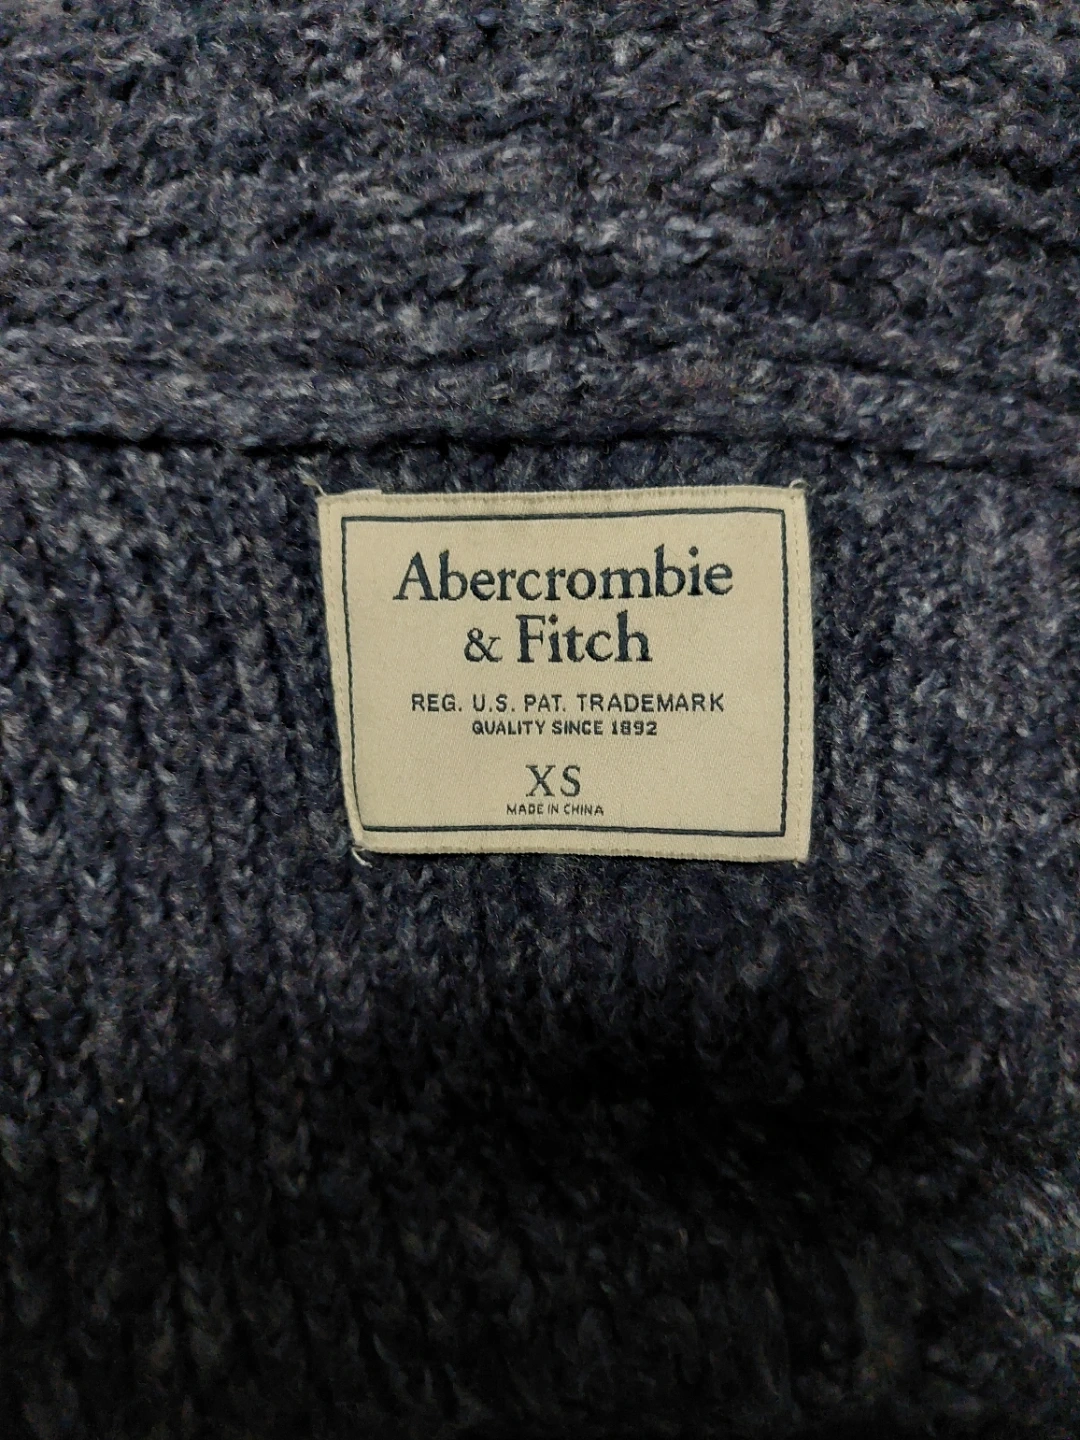 Abercrombie
& Fitch
REG. U.S. PAT. TRADEMARK
QUALITY SINCE 1892
XS
MADE IN CHINA